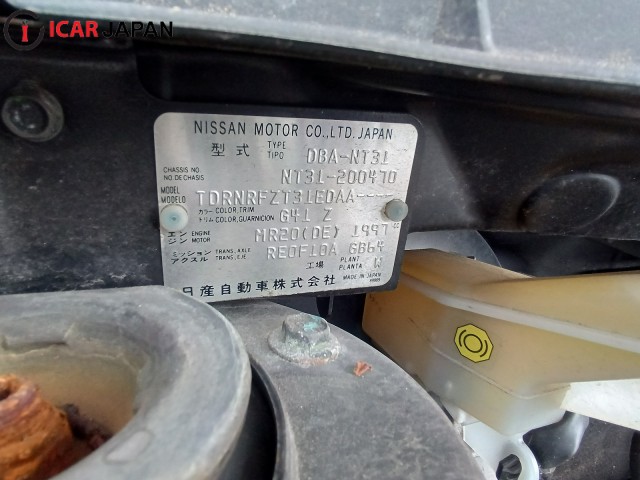 ICAR JAPAN
NISSAN MOTOR CO.,LTD. JAPAN
型式 TYPE TIPO DBA-NT31
CHASSIS NO. NO.DE CHASIS NT31-200470
MODEL MODELO TDRNRFZT31EDAA----
カラー COLOR, TRIM トリム COLOR, GUARNICION G41 Z
エンジン ENGINE MOTOR MR20(DE) 1997 cc
ミッション アクスル TRANS., AXLE TRANS., EJE RE0F10A GB64
工場 PLANT PLANTA W
日産自動車株式会社 MADE IN JAPAN